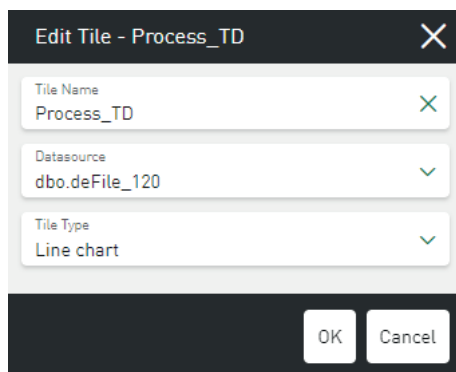 Edit Tile - Process_TD
Tile Name
Process_TD
Datasource
dbo.deFile_120
Tile Type
Line chart
OK Cancel